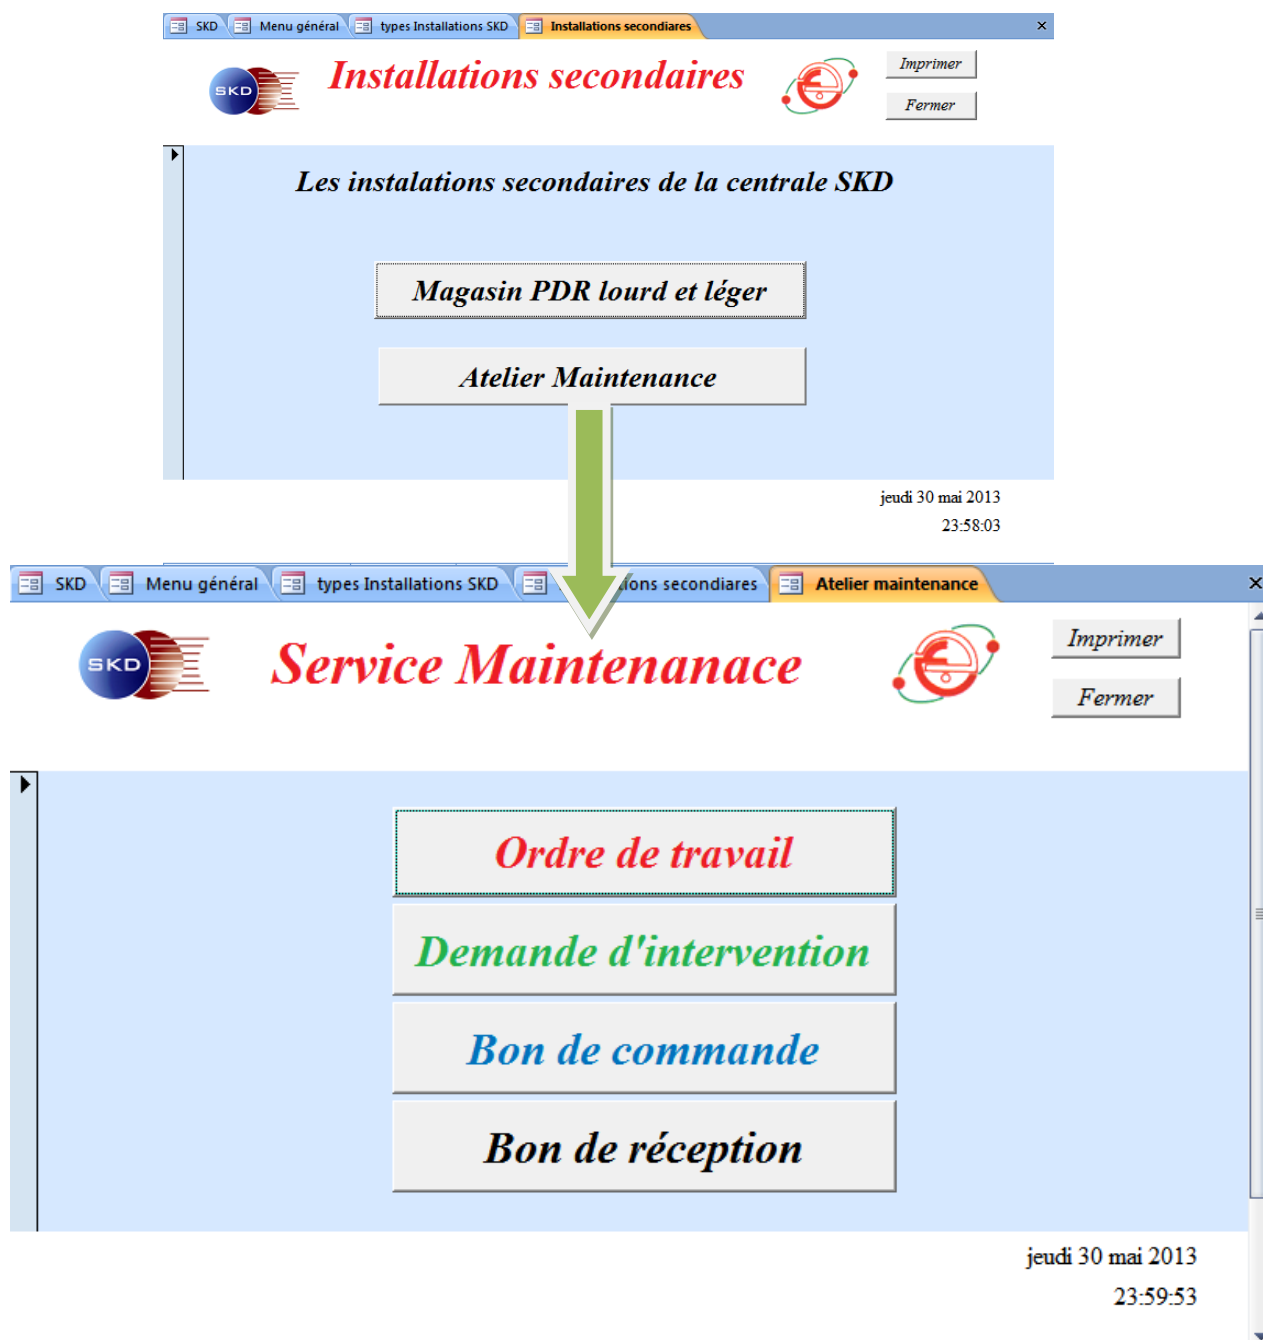 SKD Menu général types Installations SKD Installations secondiares
SKD Installations secondaires Imprimer
Fermer
Les instalations secondaires de la centrale SKD
Magasin PDR lourd et léger
Atelier Maintenance
jeudi 30 mai 2013
23:58:03
SKD Menu général types Installations SKD secondiares Atelier maintenance
SKD Service Maintenanace Imprimer
Fermer
Ordre de travail
Demande d'intervention
Bon de commande
Bon de réception
jeudi 30 mai 2013
23:59:53